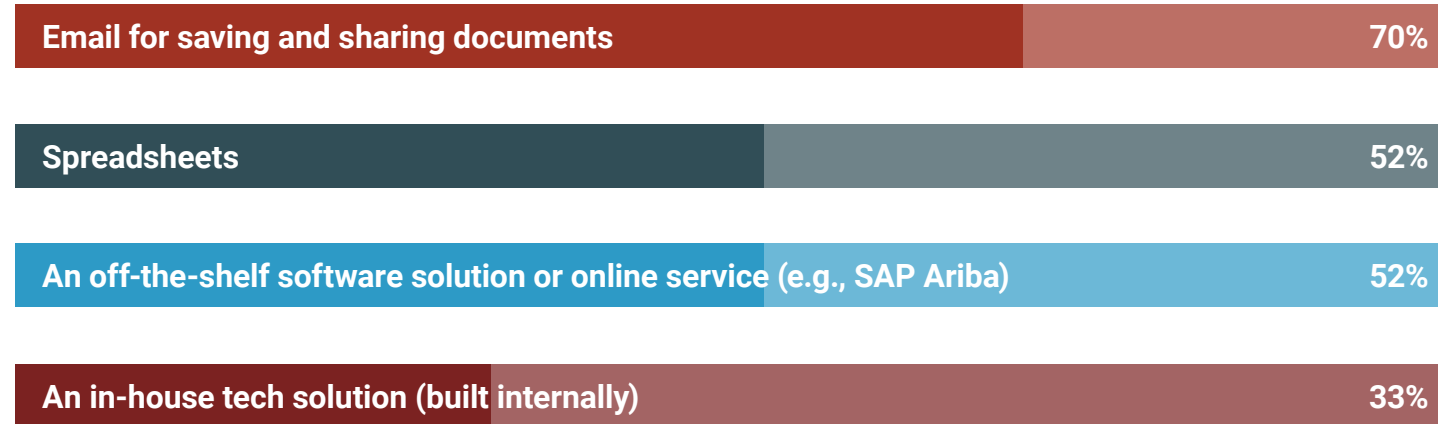 Email for saving and sharing documents 70%
Spreadsheets 52%
An off-the-shelf software solution or online service (e.g., SAP Ariba) 52%
An in-house tech solution (built internally) 33%